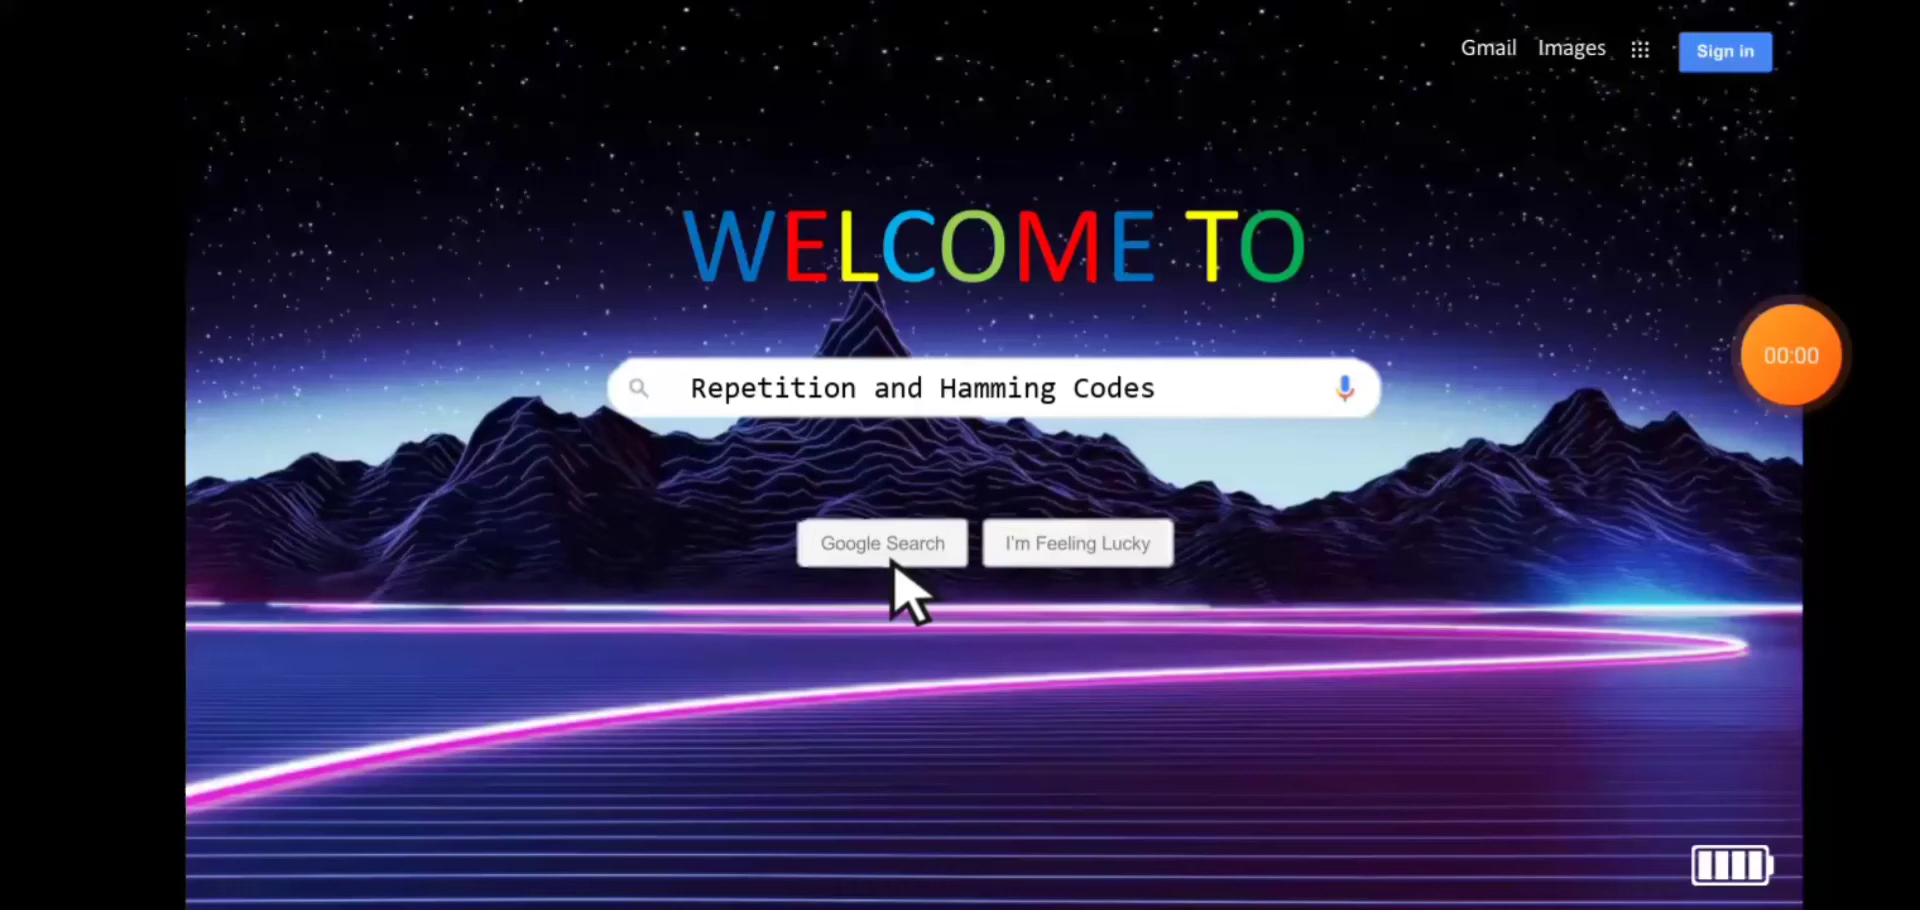 Gmail Images Sign in
WELCOME TO
Repetition and Hamming Codes
00:00
Google Search I'm Feeling Lucky